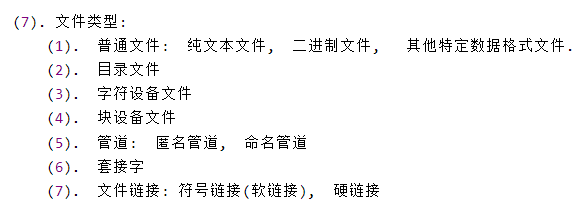 (7). 文件类型:
(1). 普通文件: 纯文本文件, 二进制文件, 其他特定数据格式文件.
(2). 目录文件
(3). 字符设备文件
(4). 块设备文件
(5). 管道: 匿名管道, 命名管道
(6). 套接字
(7). 文件链接: 符号链接(软链接), 硬链接